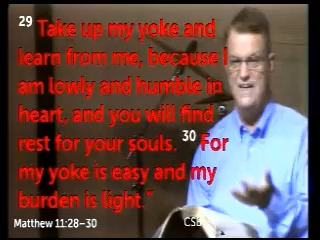 29 Take up my yoke and
learn from me, because I
am lowly and humble in
heart, and you will find
rest for your souls. 30 For
my yoke is easy and my
burden is light."
Matthew 11:28–30
CSB